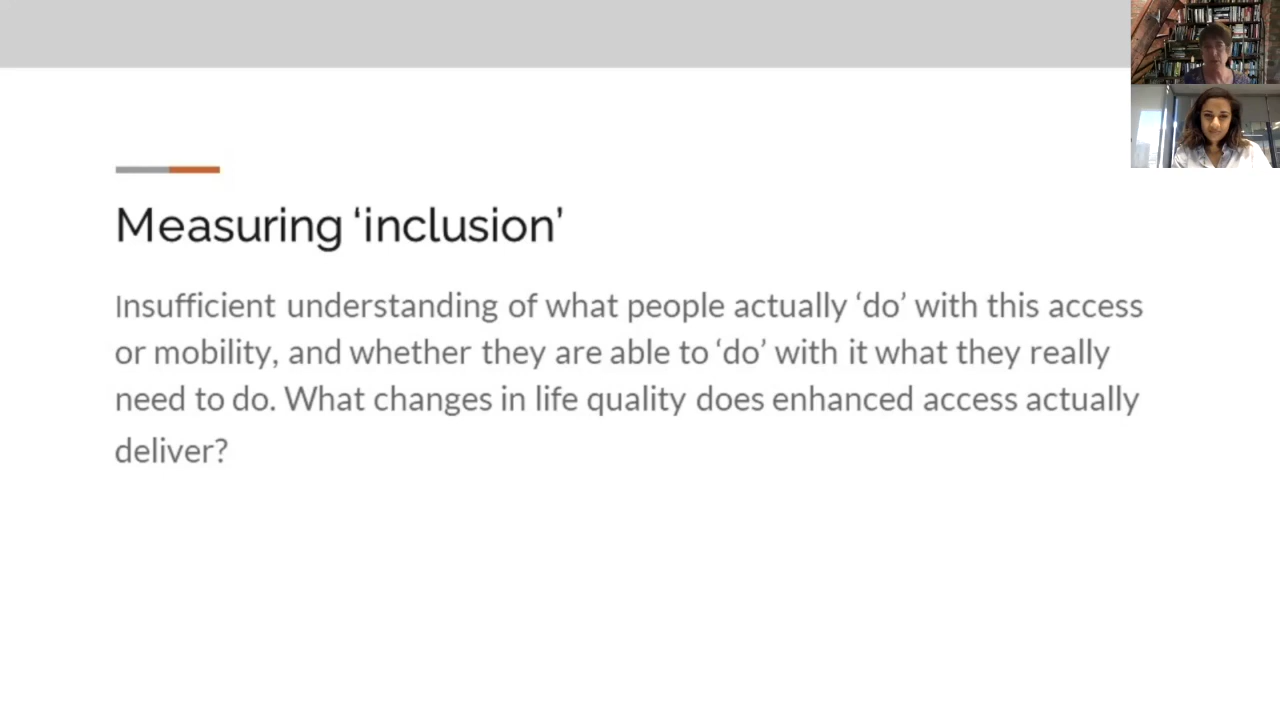 Measuring ‘inclusion’
Insufficient understanding of what people actually ‘do’ with this access
or mobility, and whether they are able to ‘do’ with it what they really
need to do. What changes in life quality does enhanced access actually
deliver?